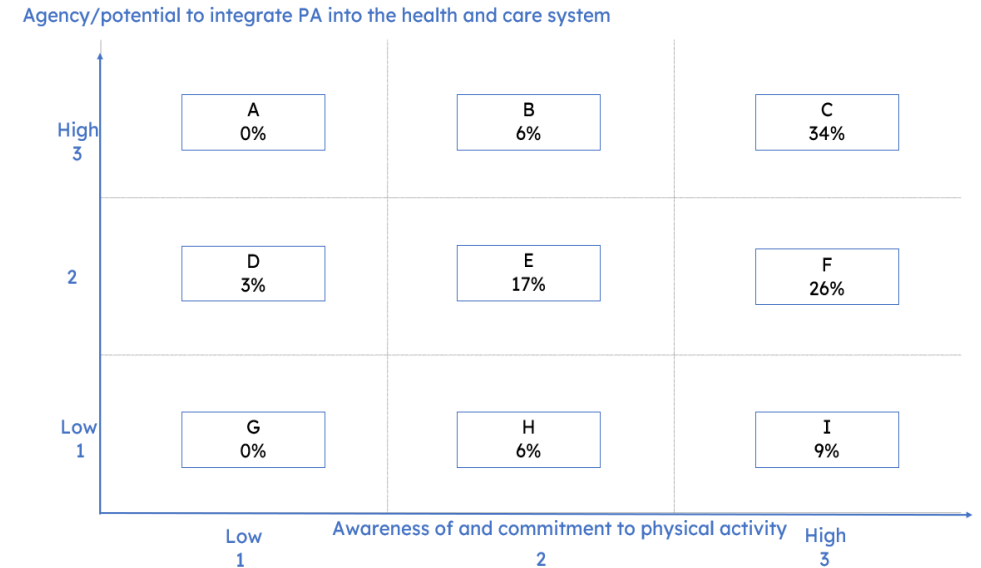 Agency/potential to integrate PA into the health and care system
High
3
A
0%
B
6%
C
34%
2
D
3%
E
17%
F
26%
Low
1
G
0%
H
6%
I
9%
Low
1
Awareness of and commitment to physical activity
2
High
3